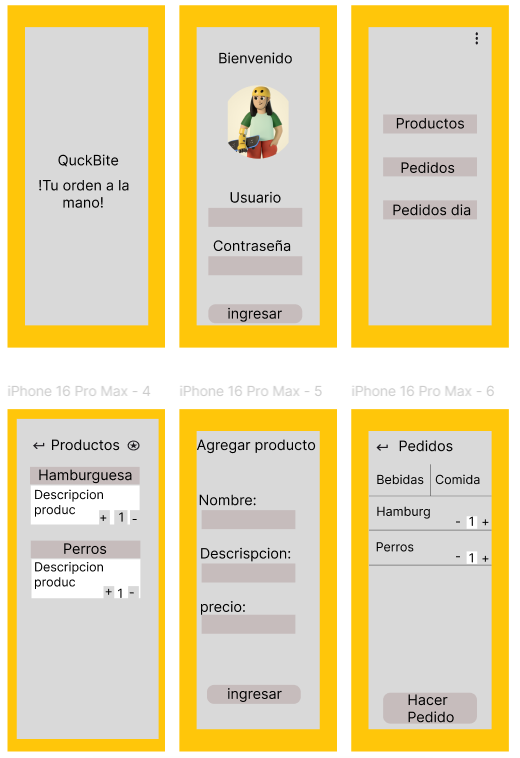 QuckBite
!Tu orden a la
mano!
Bienvenido
Usuario
Contraseña
ingresar
Productos
Pedidos
Pedidos dia
iPhone 16 Pro Max - 4
Productos
Hamburguesa
Descripcion
produc
+ 1 -
Perros
Descripcion
produc
+ 1 -
iPhone 16 Pro Max - 5
Agregar producto
Nombre:
Descrispcion:
precio:
ingresar
iPhone 16 Pro Max - 6
Pedidos
Bebidas
Comida
Hamburg
- 1 +
Perros
- 1 +
Hacer
Pedido